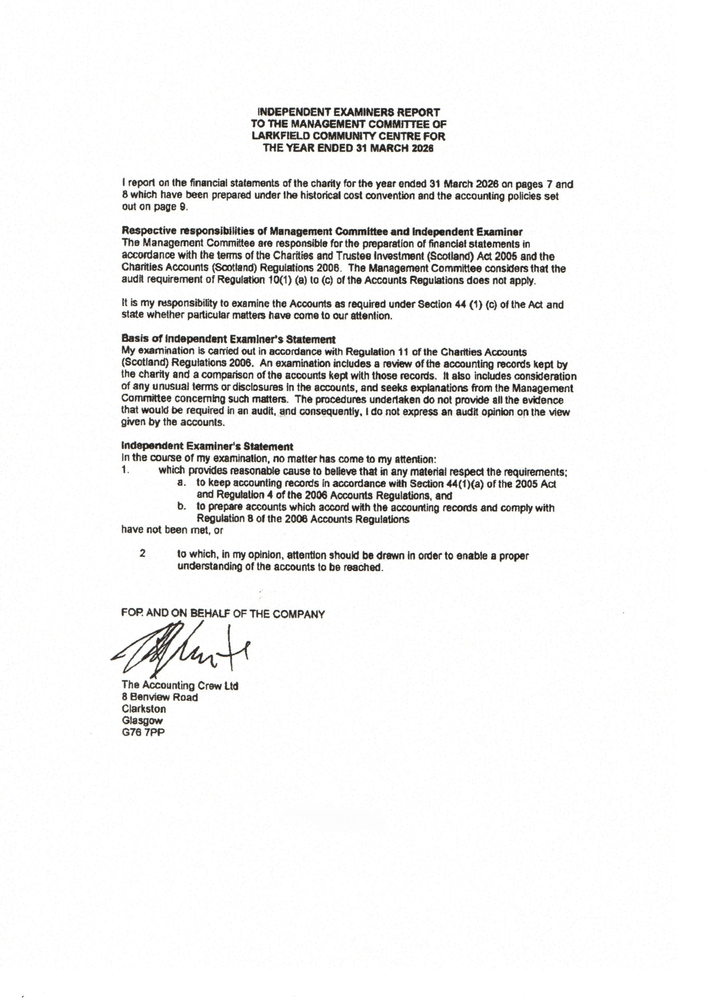 INDEPENDENT EXAMINERS REPORT
TO THE MANAGEMENT COMMITTEE OF
LARKFIELD COMMUNITY CENTRE FOR
THE YEAR ENDED 31 MARCH 2026
I report on the financial statements of the charity for the year ended 31 March 2026 on pages 7 and
8 which have been prepared under the historical cost convention and the accounting policies set
out on page 9.
Respective responsibilities of Management Committee and Independent Examiner
The Management Committee are responsible for the preparation of financial statements in
accordance with the terms of the Charities and Trustee Investment (Scotland) Act 2005 and the
Charities Accounts (Scotland) Regulations 2006. The Management Committee considers that the
audit requirement of Regulation 10(1) (a) to (c) of the Accounts Regulations does not apply.
It is my responsibility to examine the Accounts as required under Section 44 (1) (c) of the Act and
state whether particular matters have come to our attention.
Basis of Independent Examiner's Statement
My examination is carried out in accordance with Regulation 11 of the Charities Accounts
(Scotland) Regulations 2006. An examination includes a review of the accounting records kept by
the charity and a comparison of the accounts kept with those records. It also includes consideration
of any unusual terms or disclosures in the accounts, and seeks explanations from the Management
Committee concerning such matters. The procedures undertaken do not provide all the evidence
that would be required in an audit, and consequently, I do not express an audit opinion on the view
given by the accounts.
Independent Examiner's Statement
In the course of my examination, no matter has come to my attention:
1. which provides reasonable cause to believe that in any material respect the requirements;
a. to keep accounting records in accordance with Section 44(1)(a) of the 2005 Act
and Regulation 4 of the 2006 Accounts Regulations, and
b. to prepare accounts which accord with the accounting records and comply with
Regulation 8 of the 2006 Accounts Regulations
have not been met, or
2 to which, in my opinion, attention should be drawn in order to enable a proper
understanding of the accounts to be reached.
FOR AND ON BEHALF OF THE COMPANY
The Accounting Crew Ltd
8 Benview Road
Clarkston
Glasgow
G76 7PP